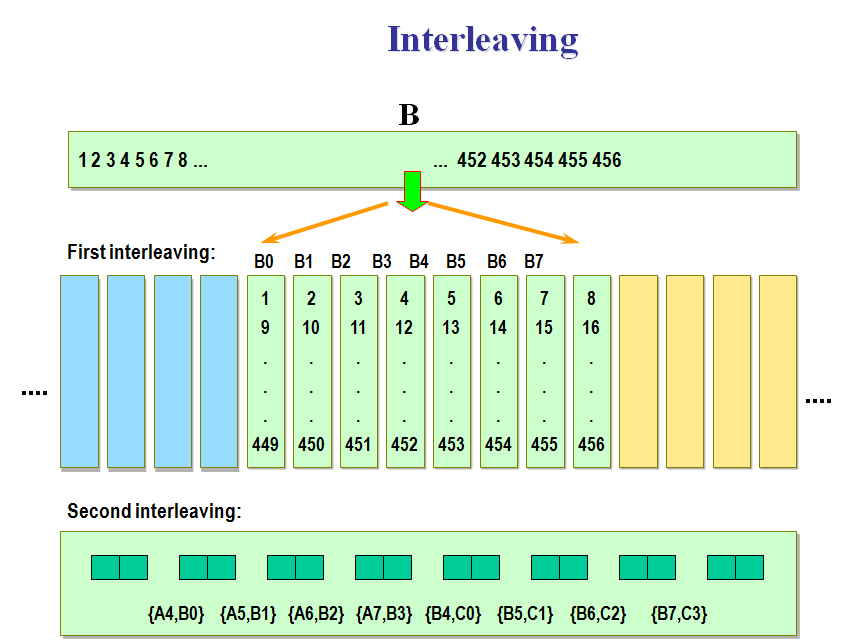 Interleaving
B
1 2 3 4 5 6 7 8 ... ... 452 453 454 455 456
First interleaving:
B0 B1 B2 B3 B4 B5 B6 B7
1 2 3 4 5 6 7 8
9 10 11 12 13 14 15 16
. . . . . . . .
. . . . . . . .
. . . . . . . .
449 450 451 452 453 454 455 456
.... ....
Second interleaving:
{A4,B0} {A5,B1} {A6,B2} {A7,B3} {B4,C0} {B5,C1} {B6,C2} {B7,C3}